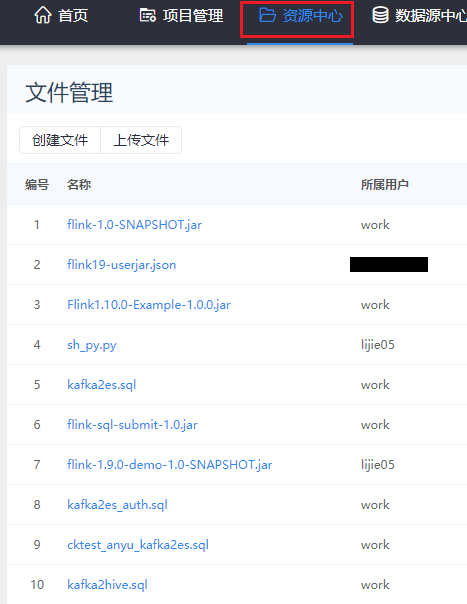 首页 项目管理 资源中心 数据源中心
文件管理
创建文件 上传文件
编号 名称 所属用户
1 flink-1.0-SNAPSHOT.jar work
2 flink19-userjar.json
3 Flink1.10.0-Example-1.0.0.jar work
4 sh_py.py lijie05
5 kafka2es.sql work
6 flink-sql-submit-1.0.jar work
7 flink-1.9.0-demo-1.0-SNAPSHOT.jar lijie05
8 kafka2es_auth.sql work
9 cktest_anyu_kafka2es.sql work
10 kafka2hive.sql work